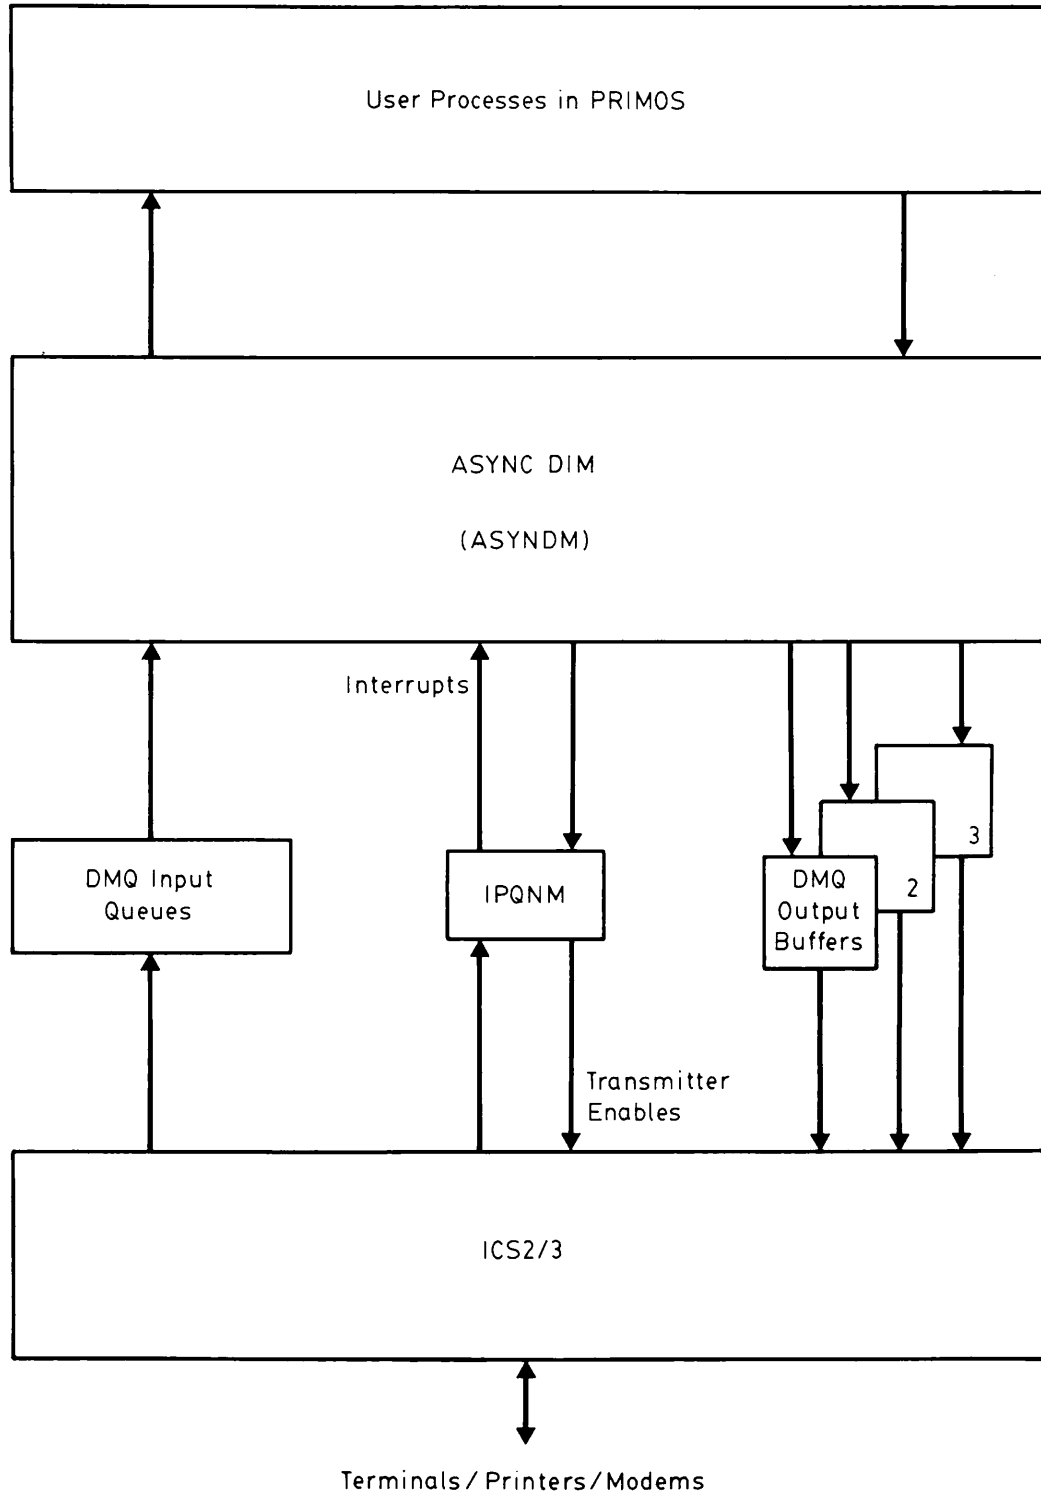 User Processes in PRIMOS
ASYNC DIM
(ASYNDM)
Interrupts
3
2
DMQ Input
Queues
IPQNM
DMQ
Output
Buffers
Transmitter
Enables
ICS2/3
Terminals/Printers/Modems